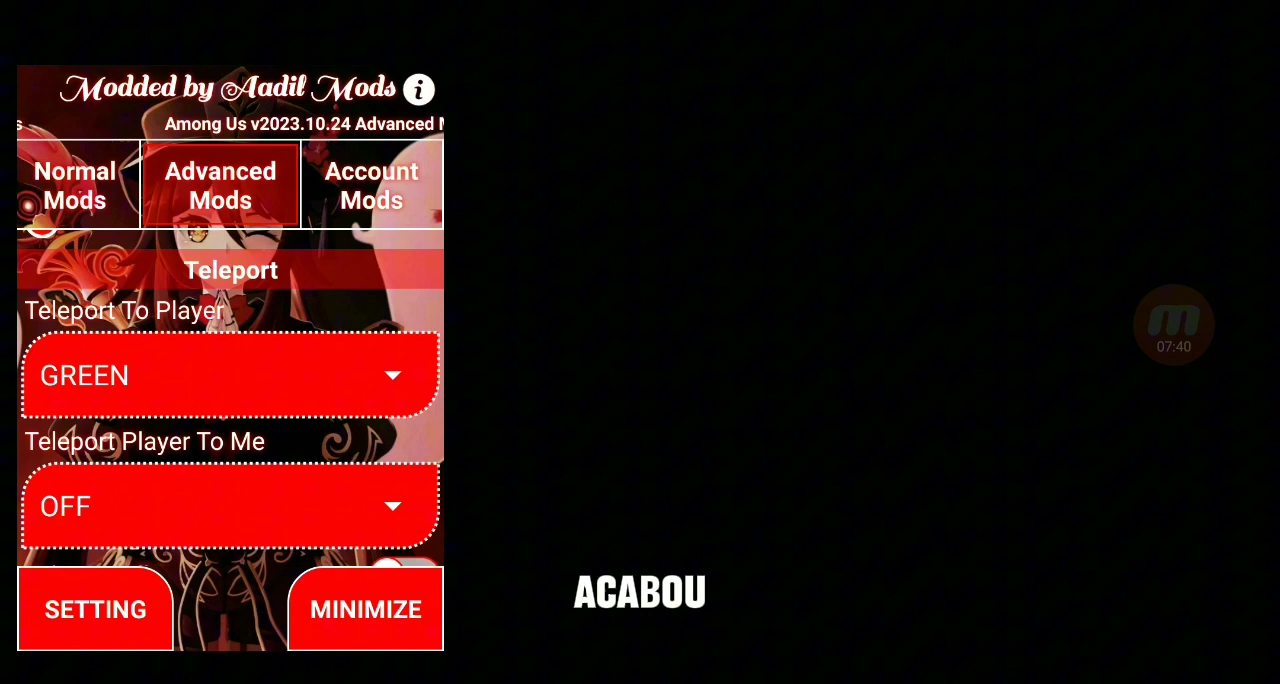 Modded by Aadil Mods
s Among Us v2023.10.24 Advanced M
Normal Mods
Advanced Mods
Account Mods
Teleport
Teleport To Player
GREEN
Teleport Player To Me
OFF
SETTING
MINIMIZE
ACABOU
07:40